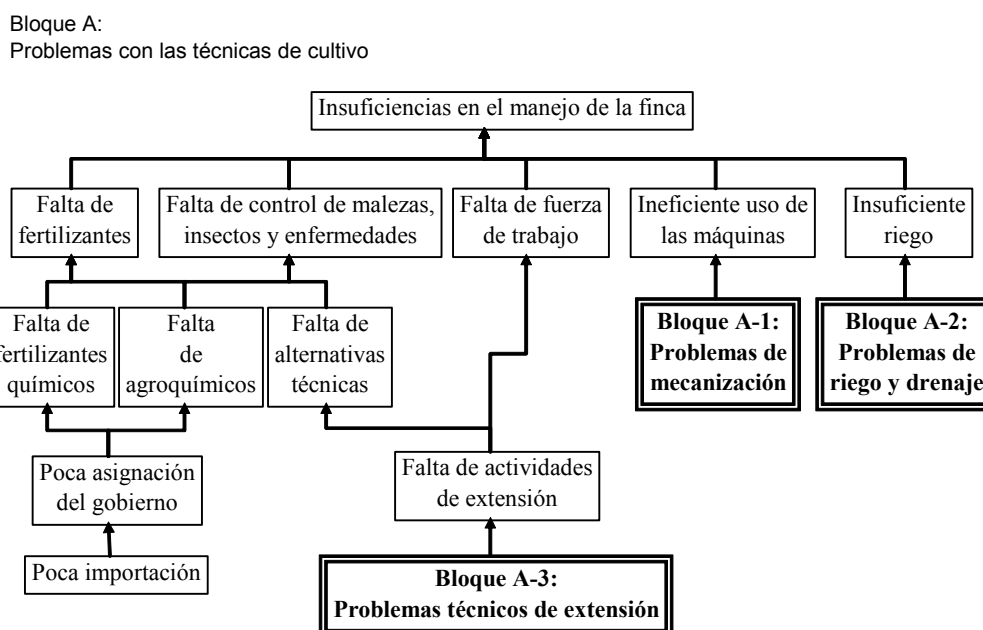 Bloque A:
Problemas con las técnicas de cultivo
Insuficiencias en el manejo de la finca
Falta de
fertilizantes
Falta de control de malezas,
insectos y enfermedades
Falta de fuerza
de trabajo
Ineficiente uso de
las máquinas
Insuficiente
riego
Falta de
fertilizantes
químicos
Falta
de
agroquímicos
Falta de
alternativas
técnicas
Bloque A-1:
Problemas de
mecanización
Bloque A-2:
Problemas de
riego y drenaje
Poca asignación
del gobierno
Falta de actividades
de extensión
Poca importación
Bloque A-3:
Problemas técnicos de extensión